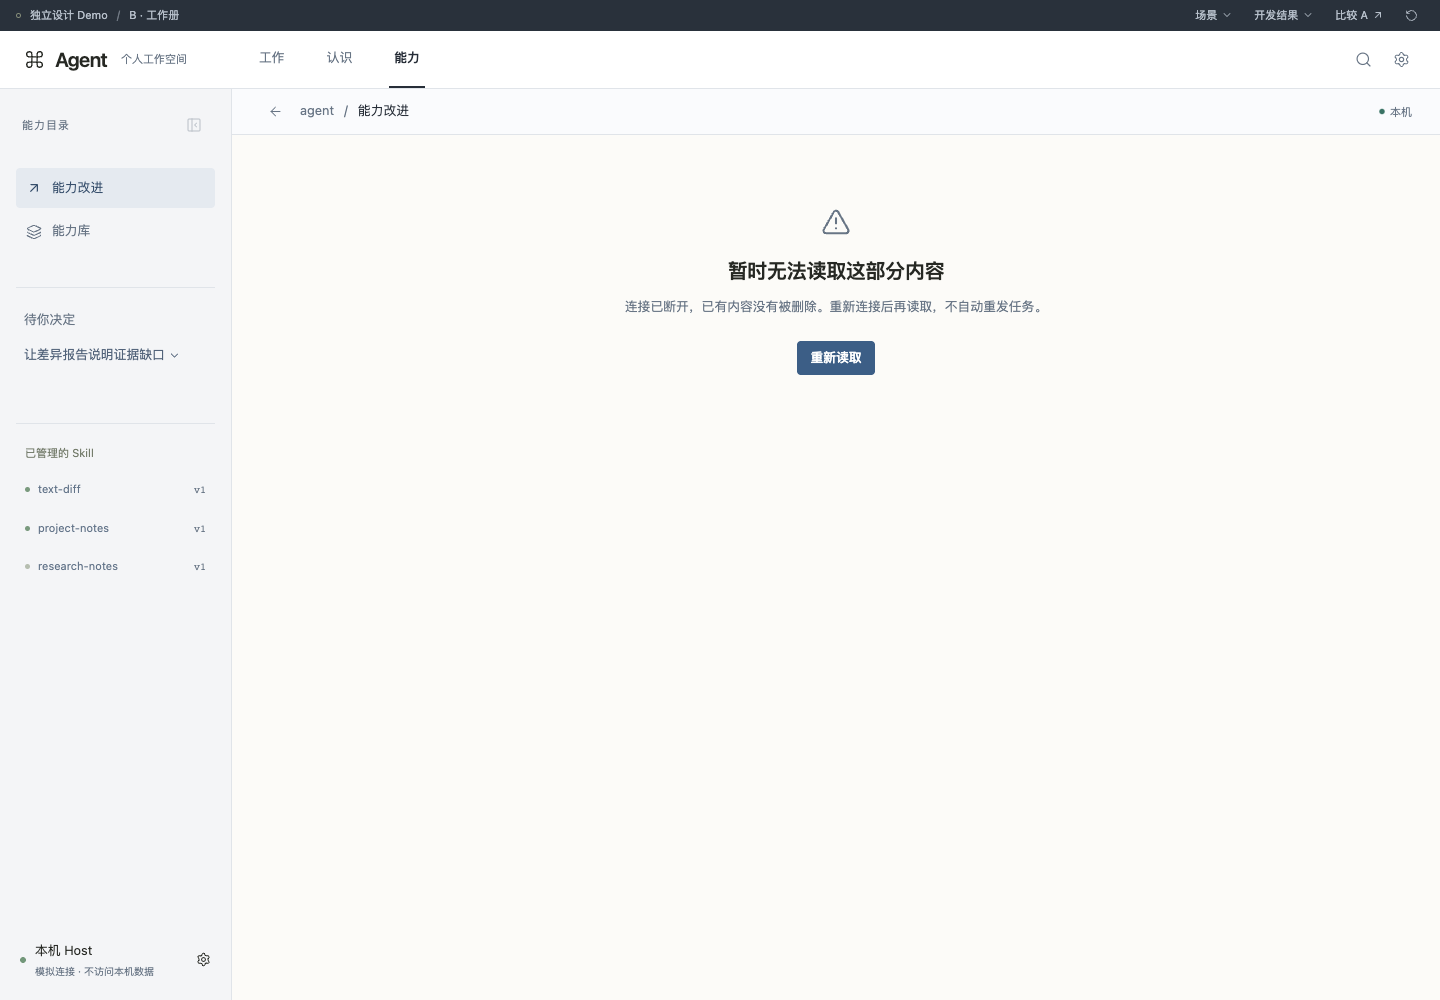 独立设计 Demo / B · 工作册
场景 开发结果 比较 A
Agent 个人工作空间 工作 认识 能力
能力目录
agent / 能力改进
本机
能力改进
能力库
待你决定
让差异报告说明证据缺口
已管理的 Skill
text-diff v1
project-notes v1
research-notes v1
本机 Host
模拟连接 · 不访问本机数据
暂时无法读取这部分内容
连接已断开，已有内容没有被删除。重新连接后再读取，不自动重发任务。
重新读取